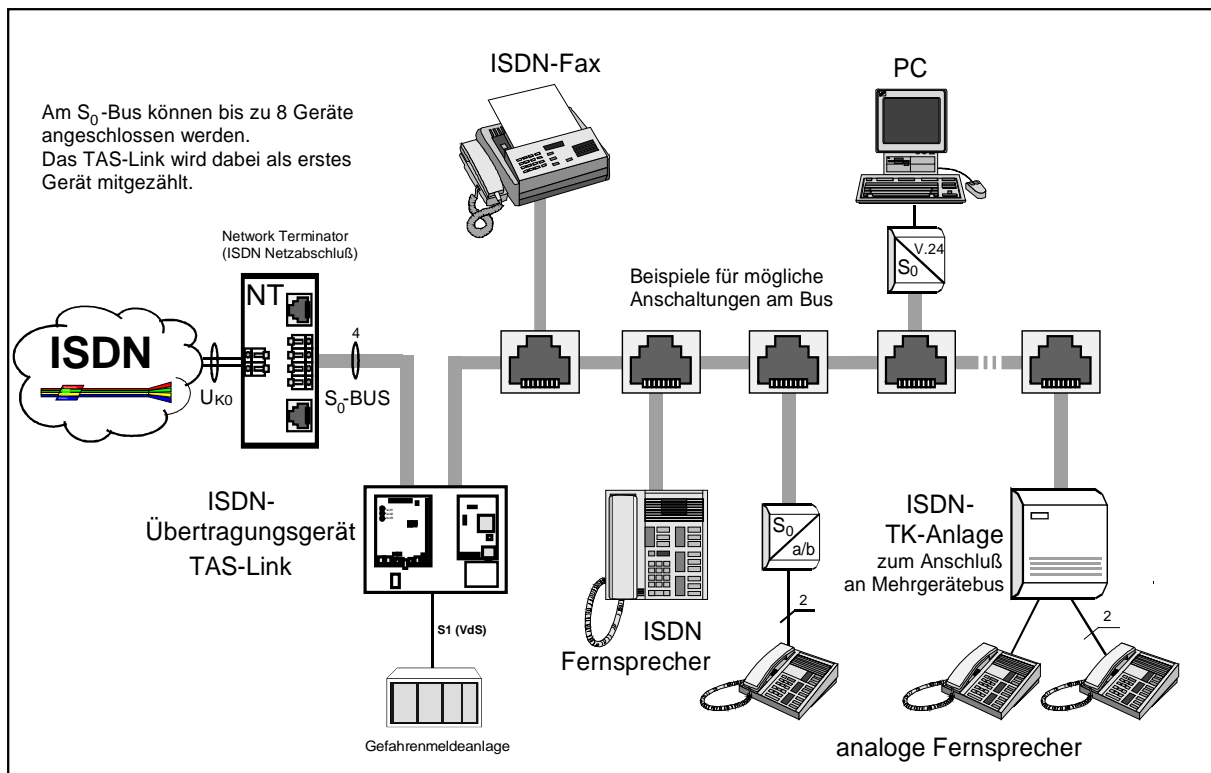 ISDN-Fax
PC
Am S0-Bus können bis zu 8 Geräte
angeschlossen werden.
Das TAS-Link wird dabei als erstes
Gerät mitgezählt.
Network Terminator
(ISDN Netzabschluß)
NT
ISDN
UK0
4
S0-BUS
V.24
S0
Beispiele für mögliche
Anschaltungen am Bus
ISDN-
Übertragungsgerät
TAS-Link
S1 (VdS)
Gefahrenmeldeanlage
ISDN
Fernsprecher
S0
a/b
2
ISDN-
TK-Anlage
zum Anschluß
an Mehrgerätebus
2
analoge Fernsprecher